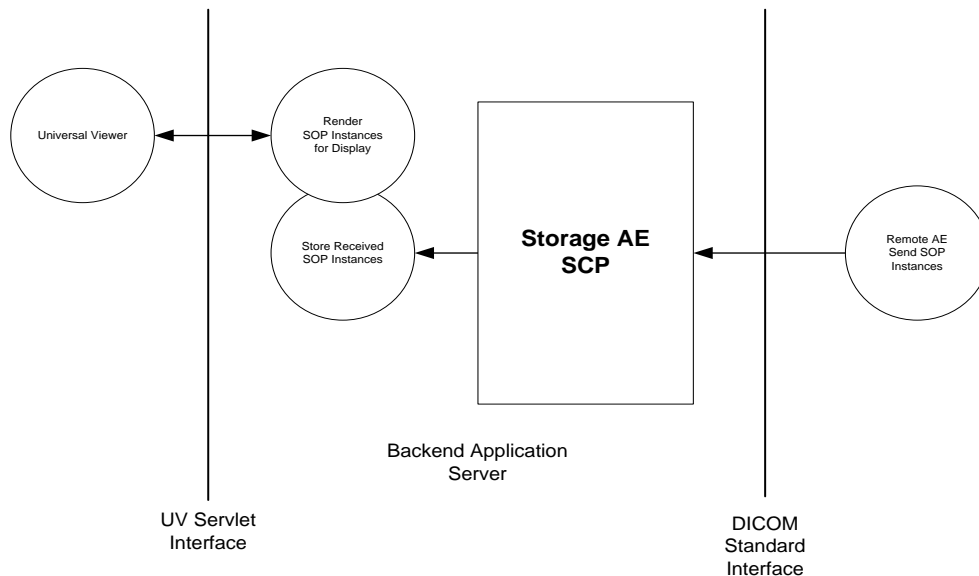 Universal Viewer
Render
SOP Instances
for Display
Store Received
SOP Instances
Storage AE
SCP
Remote AE
Send SOP
Instances
Backend Application
Server
UV Servlet
Interface
DICOM
Standard
Interface